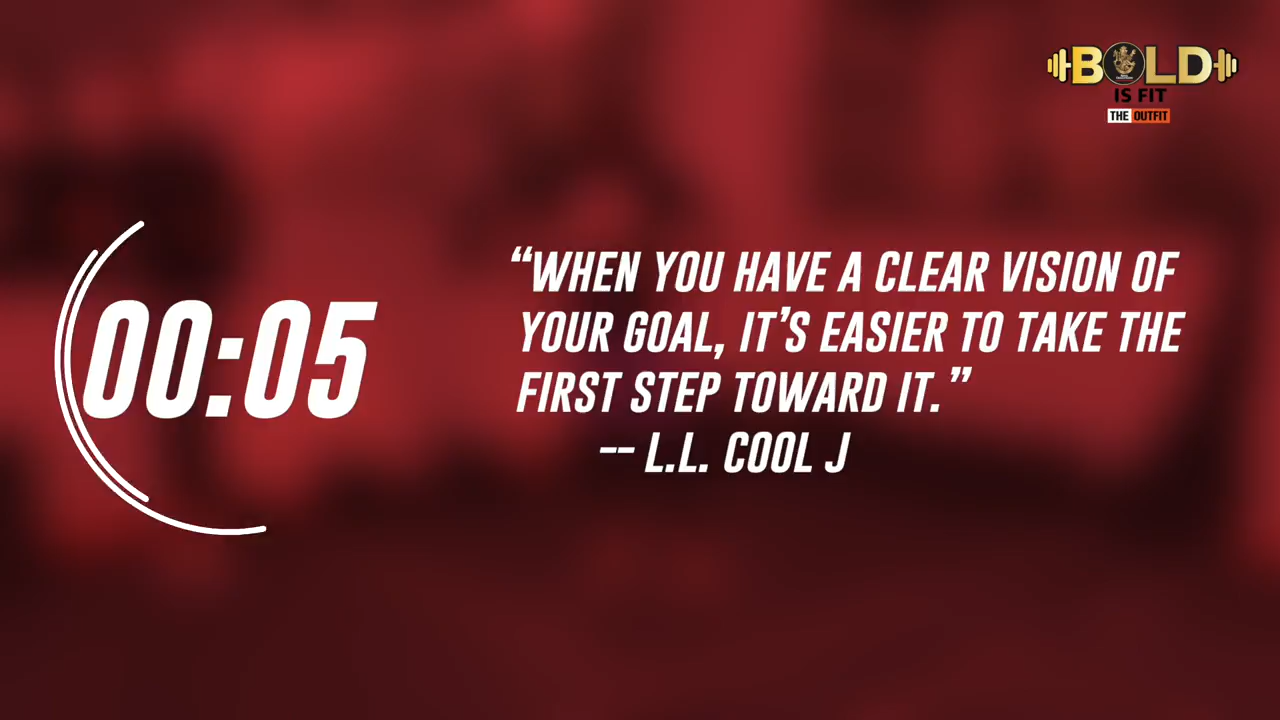 BOLD
IS FIT
THE OUTFIT
00:05
“WHEN YOU HAVE A CLEAR VISION OF
YOUR GOAL, IT’S EASIER TO TAKE THE
FIRST STEP TOWARD IT.”
-- L.L. COOL J